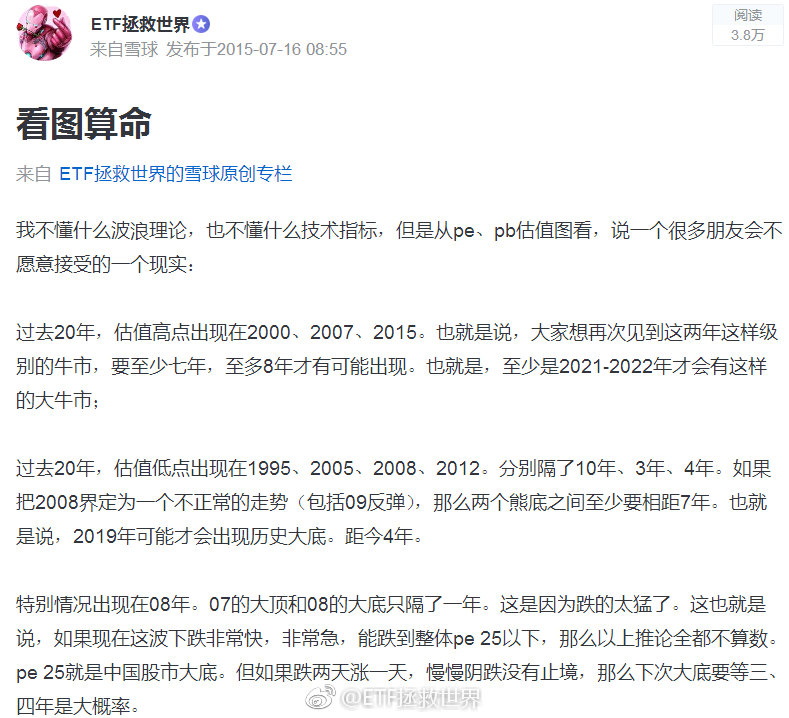 ETF拯救世界
阅读
来自雪球 发布于2015-07-16 08:55
3.8万
看图算命
来自 ETF拯救世界的雪球原创专栏
我不懂什么波浪理论，也不懂什么技术指标，但是从pe、pb估值图看，说一个很多朋友会不
愿意接受的一个现实：
过去20年，估值高点出现在2000、2007、2015。也就是说，大家想再次见到这两年这样级
别的牛市，要至少七年，至多8年才有可能出现。也就是，至少是2021-2022年才会有这样
的大牛市；
过去20年，估值低点出现在1995、2005、2008、2012。分别隔了10年、3年、4年。如果
把2008界定为一个不正常的走势（包括09反弹），那么两个熊底之间至少要相距7年。也就
是说，2019年可能才会出现历史大底。距今4年。
特别情况出现在08年。07的大顶和08的大底只隔了一年。这是因为跌的太猛了。这也就是
说，如果现在这波下跌非常快，非常急，能跌到整体pe 25以下，那么以上推论全都不算数。
pe 25就是中国股市大底。但如果跌两天涨一天，慢慢阴跌没有止境，那么下次大底要等三、
四年是大概率。
@ETF拯救世界